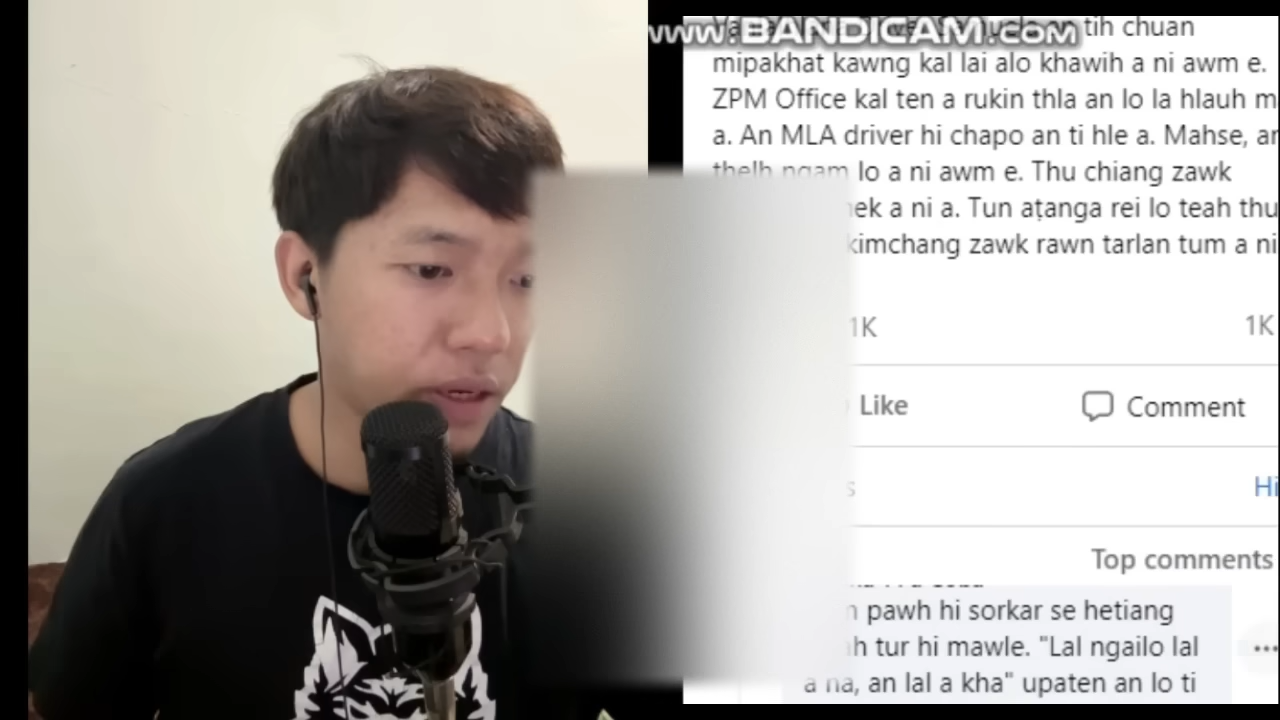 www.BANDICAM.com
tih chuan
mipakhat kawng kal lai alo khawih a ni awm e.
ZPM Office kal ten a rukin thla an lo la hlauh m
a. An MLA driver hi chapo an ti hle a. Mahse, an
thelh ngam lo a ni awm e. Thu chiang zawk
a ni a. Tun aṭanga rei lo teah thu
kimchang zawk rawn tarlan tum a ni
1K
1K
Like
Comment
Hi
Top comments
pawh hi sorkar se hetiang
tur hi mawle. "Lal ngailo lal
a na, an lal a kha" upaten an lo ti